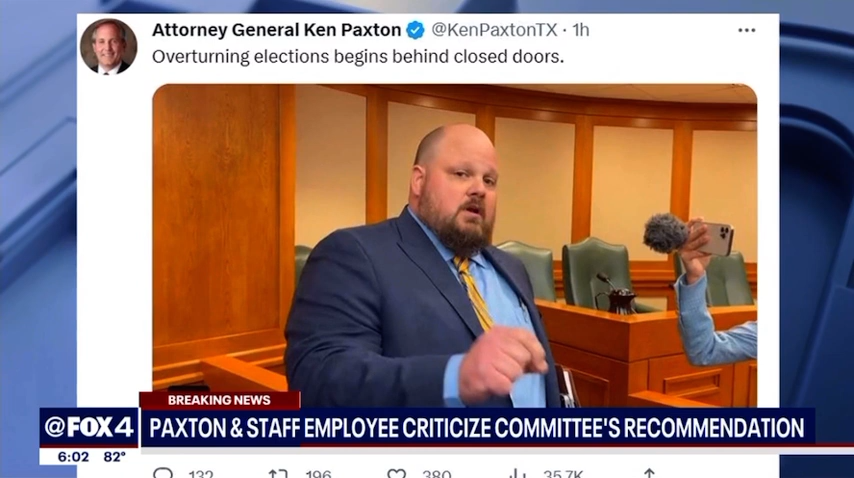 Attorney General Ken Paxton @KenPaxtonTX · 1h
Overturning elections begins behind closed doors.
BREAKING NEWS
@FOX4 PAXTON & STAFF EMPLOYEE CRITICIZE COMMITTEE'S RECOMMENDATION
6:02 82°
132 196 380 35.7K